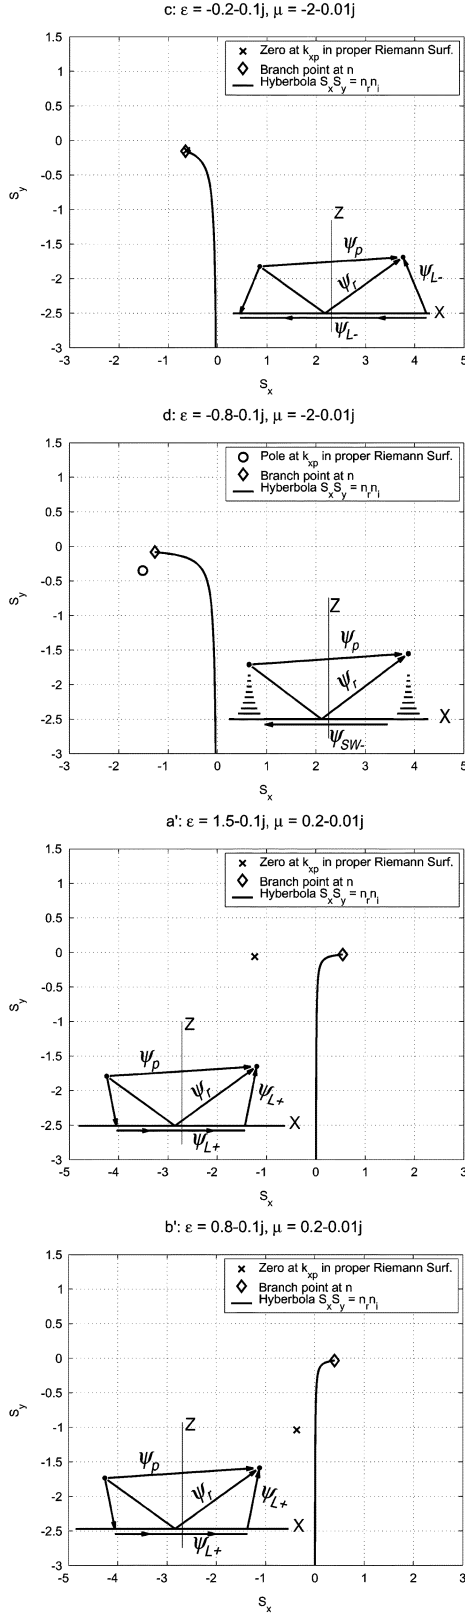 c: ε = -0.2-0.1j, μ = -2-0.01j
1.5
1
0.5
0
-0.5
-1
-1.5
-2
-2.5
-3
S_y
Zero at k_xp in proper Riemann Surf.
Branch point at n
Hyberbola S_xS_y = n_rn_i
Z
ψ_p
ψ_r
ψ_L-
X
ψ_L-
-3 -2 -1 0 1 2 3 4 5
S_x
d: ε = -0.8-0.1j, μ = -2-0.01j
1.5
1
0.5
0
-0.5
-1
-1.5
-2
-2.5
-3
S_y
Pole at k_xp in proper Riemann Surf.
Branch point at n
Hyberbola S_xS_y = n_rn_i
Z
ψ_p
ψ_r
X
ψ_SW-
-3 -2 -1 0 1 2 3 4 5
S_x
a': ε = 1.5-0.1j, μ = 0.2-0.01j
1.5
1
0.5
0
-0.5
-1
-1.5
-2
-2.5
-3
S_y
Zero at k_xp in proper Riemann Surf.
Branch point at n
Hyberbola S_xS_y = n_rn_i
Z
ψ_p
ψ_r
ψ_L+
X
ψ_L+
-5 -4 -3 -2 -1 0 1 2 3
S_x
b': ε = 0.8-0.1j, μ = 0.2-0.01j
1.5
1
0.5
0
-0.5
-1
-1.5
-2
-2.5
-3
S_y
Zero at k_xp in proper Riemann Surf.
Branch point at n
Hyberbola S_xS_y = n_rn_i
Z
ψ_p
ψ_r
ψ_L+
X
ψ_L+
-5 -4 -3 -2 -1 0 1 2 3
S_x